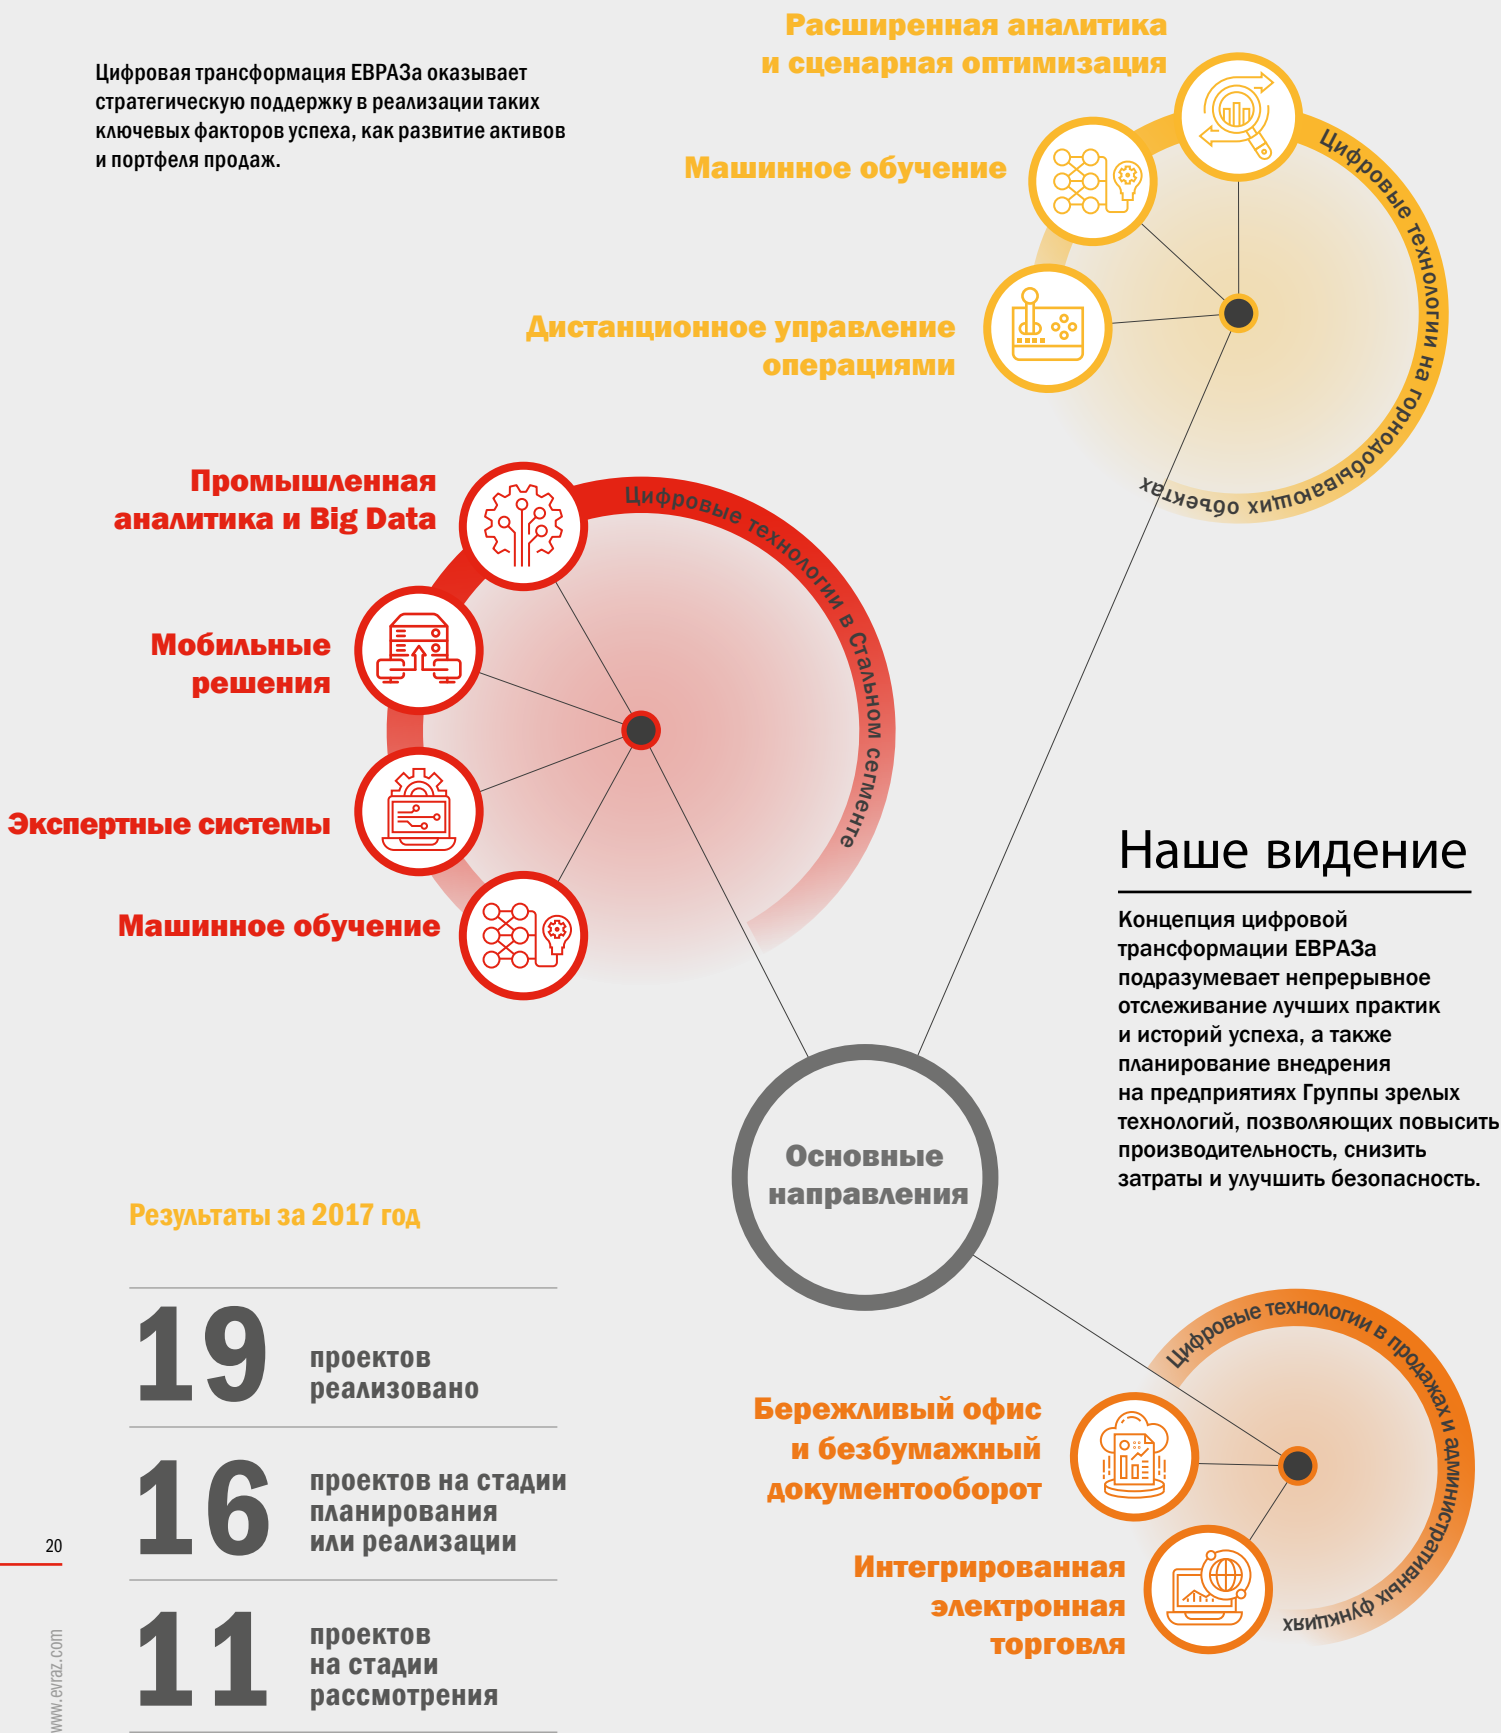 Цифровая трансформация ЕВРАЗа оказывает
стратегическую поддержку в реализации таких
ключевых факторов успеха, как развитие активов
и портфеля продаж.
Расширенная аналитика
и сценарная оптимизация
Машинное обучение
Дистанционное управление
операциями
Цифровые технологии на горнодобывающих объектах
Промышленная
аналитика и Big Data
Мобильные
решения
Экспертные системы
Машинное обучение
Цифровые технологии в Стальном сегменте
Наше видение
Концепция цифровой
трансформации ЕВРАЗа
подразумевает непрерывное
отслеживание лучших практик
и историй успеха, а также
планирование внедрения
на предприятиях Группы зрелых
технологий, позволяющих повысить
производительность, снизить
затраты и улучшить безопасность.
Основные
направления
Результаты за 2017 год
19
проектов
реализовано
16
проектов на стадии
планирования
или реализации
11
проектов
на стадии
рассмотрения
Цифровые технологии в продажах и административных функциях
Бережливый офис
и безбумажный
документооборот
Интегрированная
электронная
торговля
20
www.evraz.com